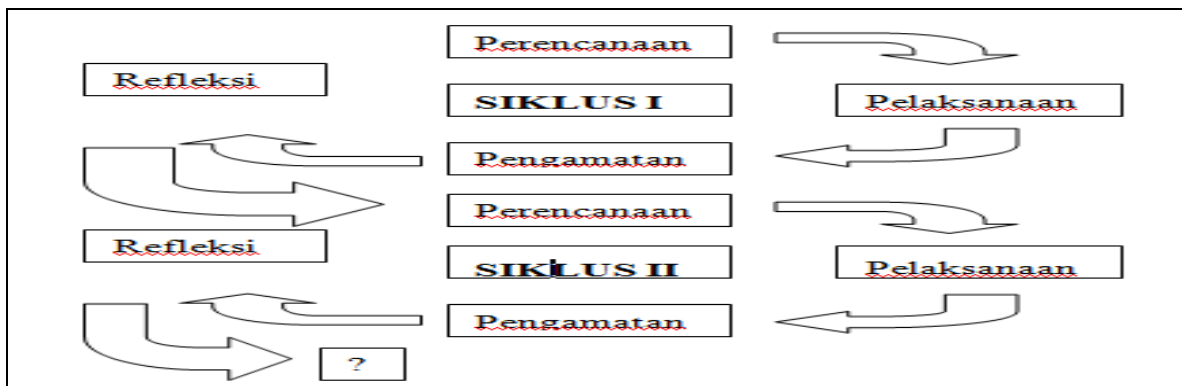 Perencanaan
Refleksi
SIKLUS I
Pelaksanaan
Pengamatan
Perencanaan
Refleksi
SIKLUS II
Pelaksanaan
Pengamatan
?